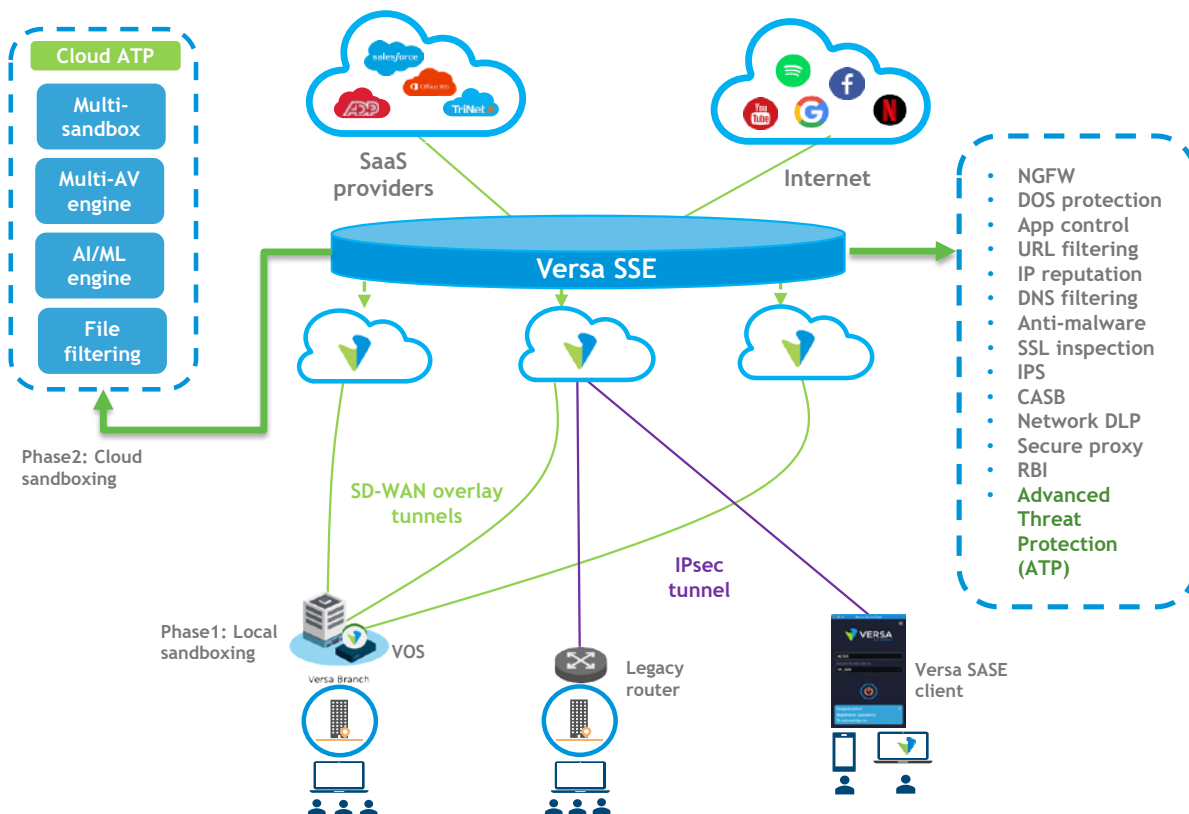 Cloud ATP
Multi-
sandbox
Multi-AV
engine
AI/ML
engine
File
filtering
Phase2: Cloud
sandboxing
salesforce
Office 365
ADP
TriNet
SaaS
providers
You
Tube
G
f
N
Internet
Versa SSE
• NGFW
• DOS protection
• App control
• URL filtering
• IP reputation
• DNS filtering
• Anti-malware
• SSL inspection
• IPS
• CASB
• Network DLP
• Secure proxy
• RBI
• Advanced
Threat
Protection
(ATP)
SD-WAN overlay
tunnels
IPsec
tunnel
Phase1: Local
sandboxing
VOS
Versa Branch
Legacy
router
VERSA
Versa SASE
client